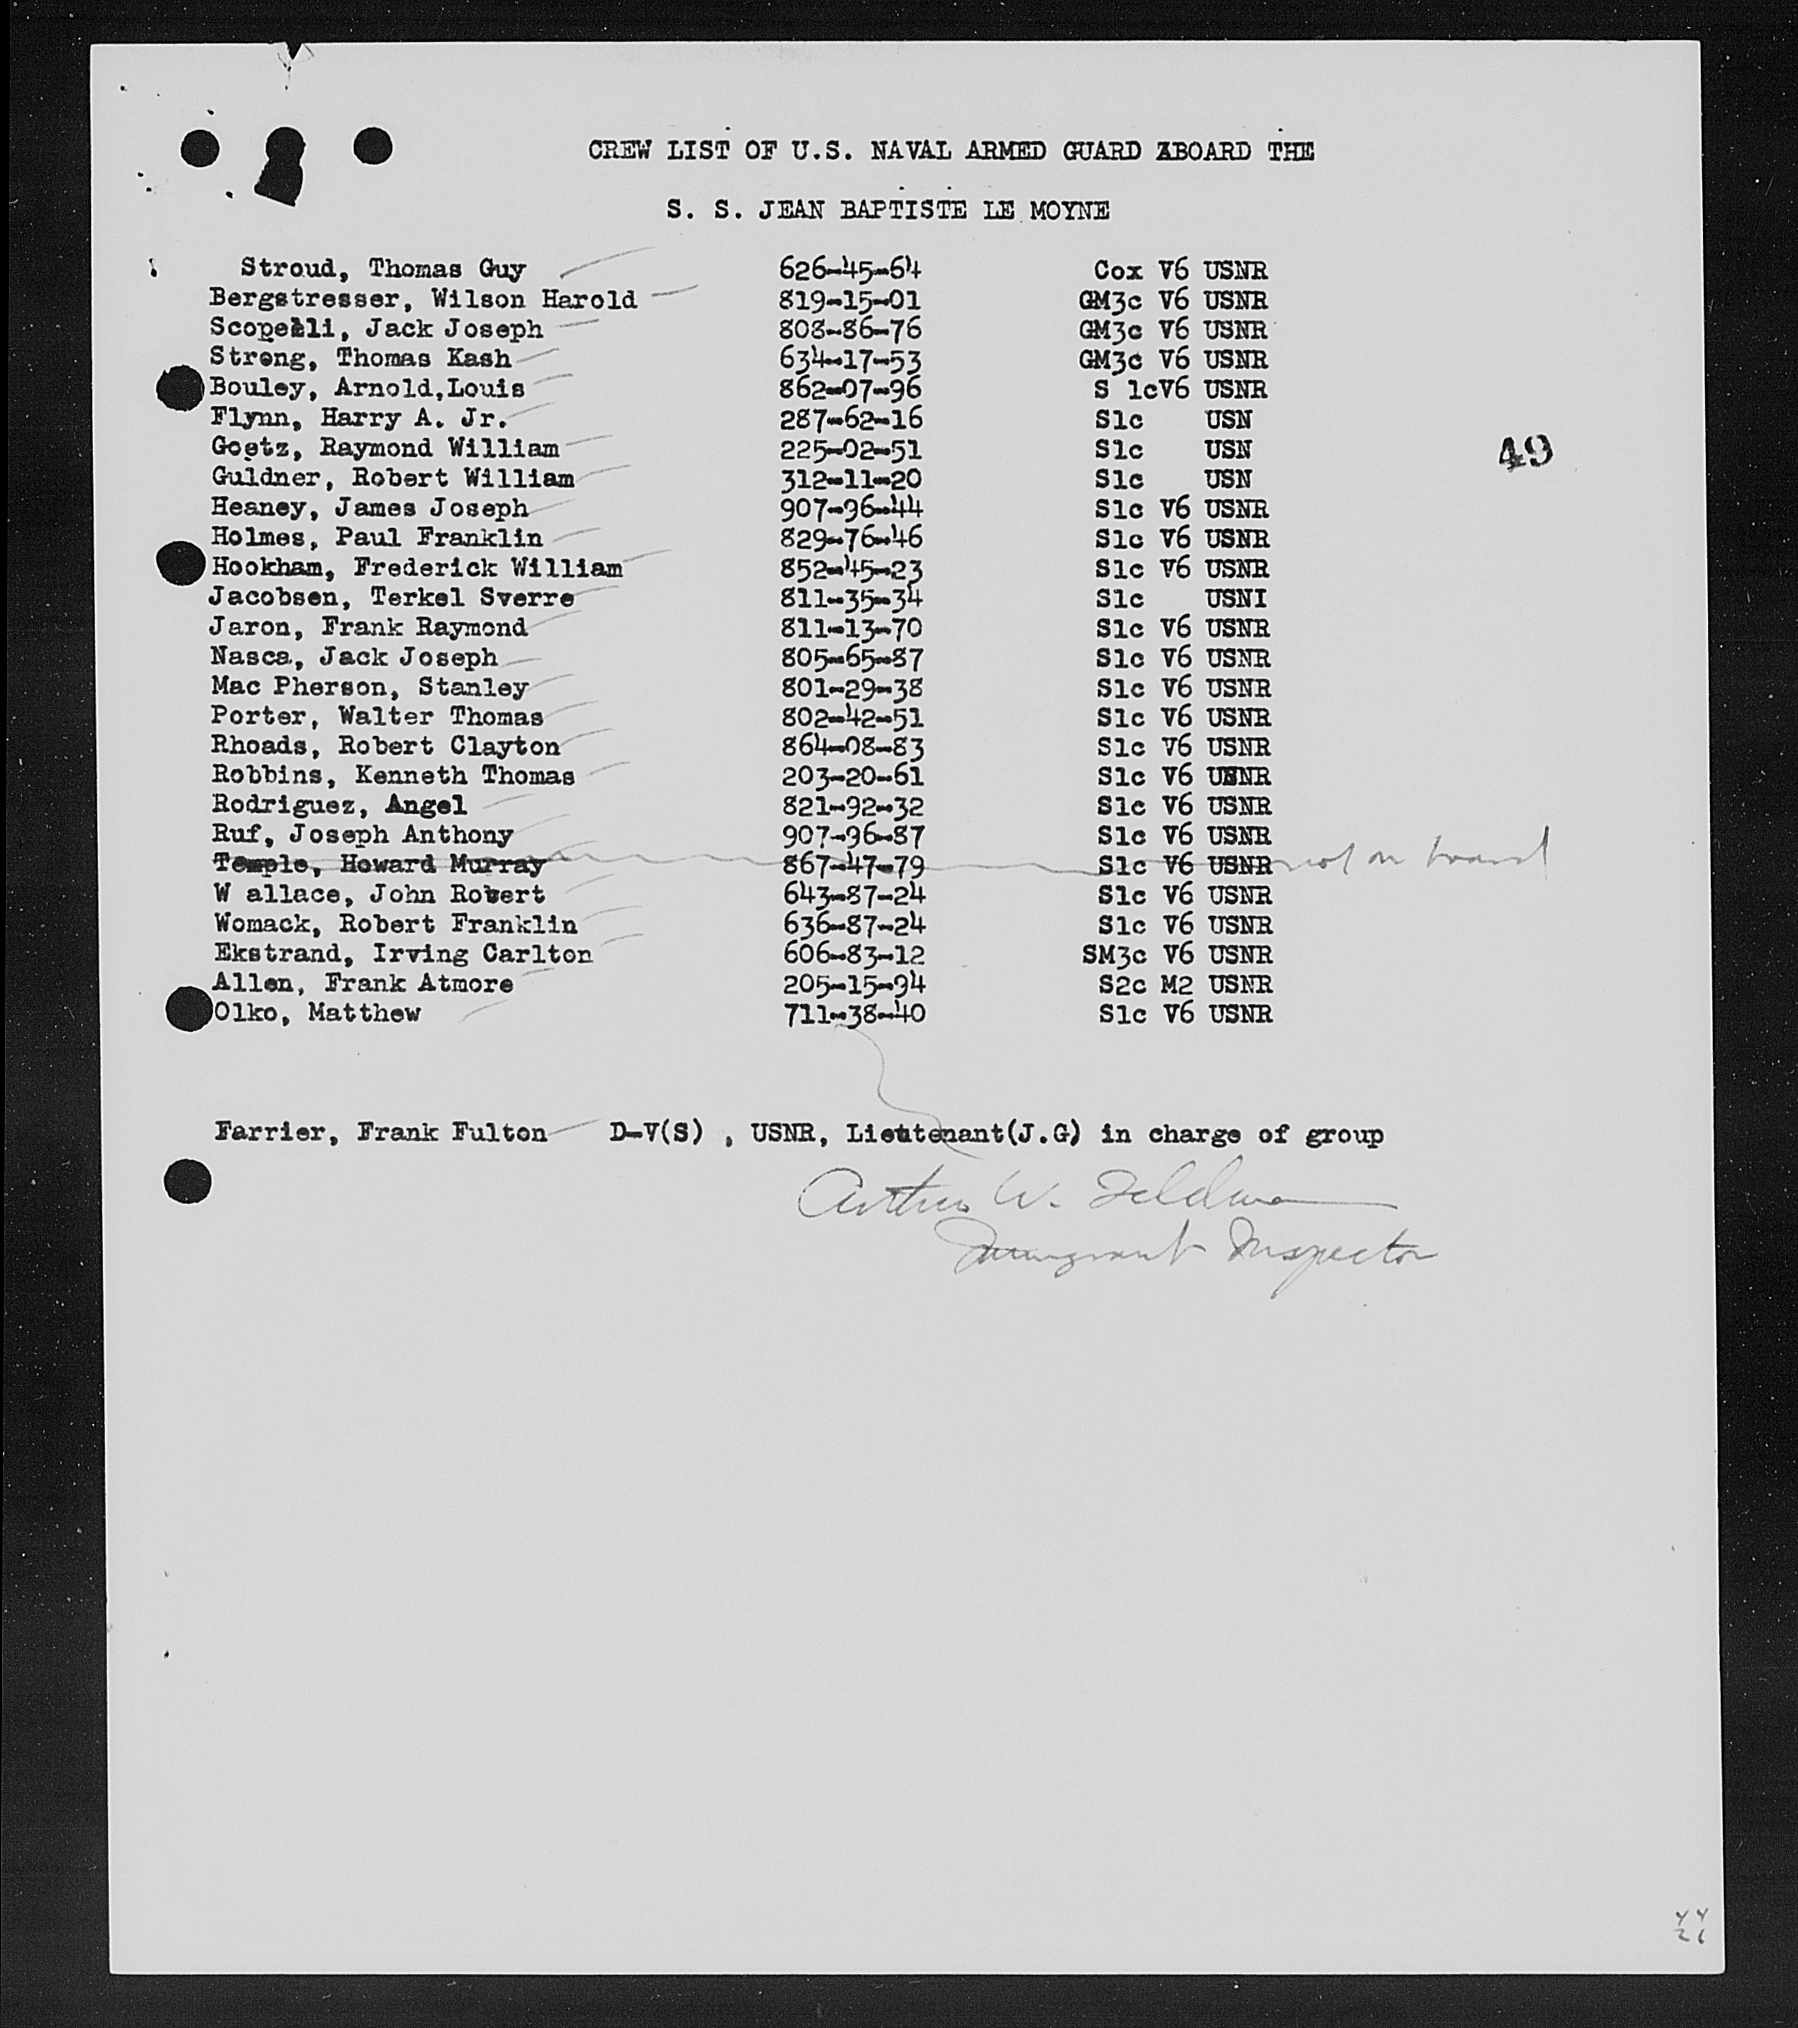 CREW LIST OF U.S. NAVAL ARMED GUARD ABOARD THE
S. S. JEAN BAPTISTE LE MOYNE
Stroud, Thomas Guy 626-45-64 Cox V6 USNR
Bergstresser, Wilson Harold 819-15-01 GM3c V6 USNR
Scopelli, Jack Joseph 808-86-76 GM3c V6 USNR
Strong, Thomas Kash 634-17-53 GM3c V6 USNR
Bouley, Arnold,Louis 862-07-96 S 1cV6 USNR
Flynn, Harry A. Jr. 287-62-16 S1c USN
Goetz, Raymond William 225-02-51 S1c USN
49
Guldner, Robert William 312-11-20 S1c USN
Heaney, James Joseph 907-96-44 S1c V6 USNR
Holmes, Paul Franklin 829-76-46 S1c V6 USNR
Hookham, Frederick William 852-45-23 S1c V6 USNR
Jacobsen, Terkel Sverre 811-35-34 S1c USNI
Jaron, Frank Raymond 811-13-70 S1c V6 USNR
Nasca, Jack Joseph 805-65-87 S1c V6 USNR
Mac Pherson, Stanley 801-29-38 S1c V6 USNR
Porter, Walter Thomas 802-42-51 S1c V6 USNR
Rhoads, Robert Clayton 864-08-83 S1c V6 USNR
Robbins, Kenneth Thomas 203-20-61 S1c V6 USNR
Rodriguez, Angel 821-92-32 S1c V6 USNR
Ruf, Joseph Anthony 907-96-87 S1c V6 USNR
Temple, Howard Murray 867-47-79 S1c V6 USNR not on board
W allace, John Robert 643-87-24 S1c V6 USNR
Womack, Robert Franklin 636-87-24 S1c V6 USNR
Ekstrand, Irving Carlton 606-83-12 SM3c V6 USNR
Allen, Frank Atmore 205-15-94 S2c M2 USNR
Olko, Matthew 711-38-40 S1c V6 USNR
Farrier, Frank Fulton D-V(S) , USNR, Lieutenant(J.G) in charge of group
Arthur W. Feldman
Immigrant Inspector